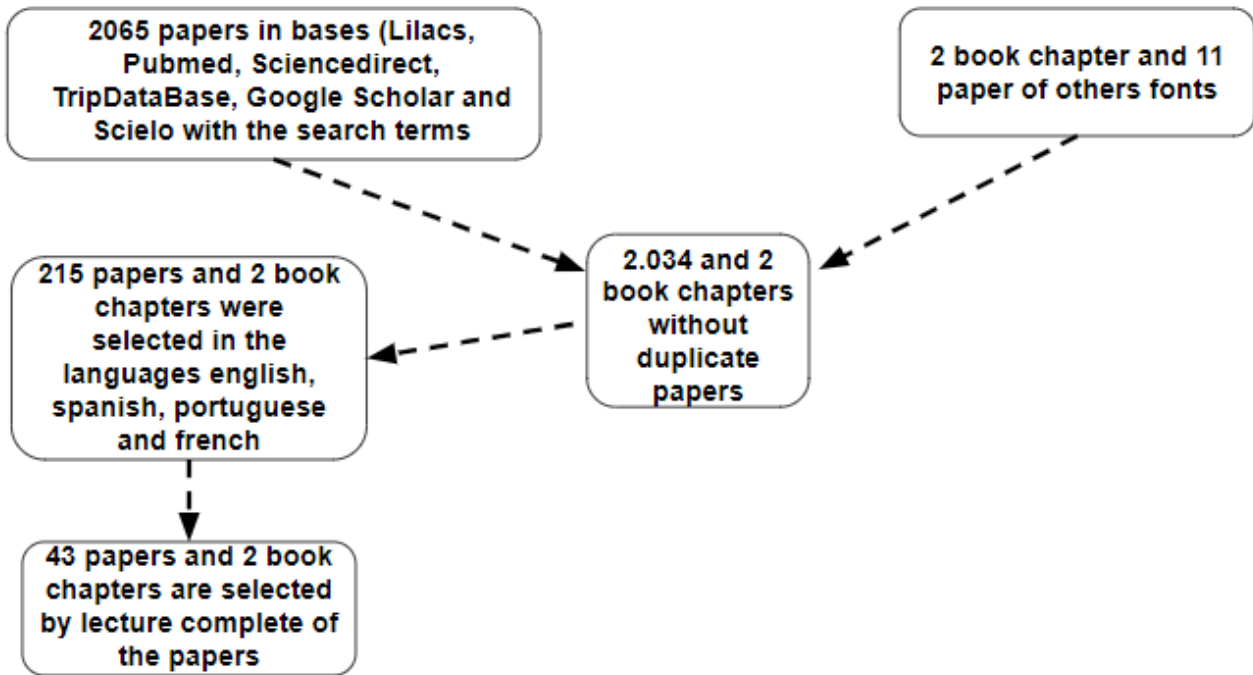 2065 papers in bases (Lilacs,
Pubmed, Sciencedirect,
TripDataBase, Google Scholar and
Scielo with the search terms
2 book chapter and 11
paper of others fonts
2.034 and 2
book chapters
without
duplicate
papers
215 papers and 2 book
chapters were
selected in the
languages english,
spanish, portuguese
and french
43 papers and 2 book
chapters are selected
by lecture complete of
the papers